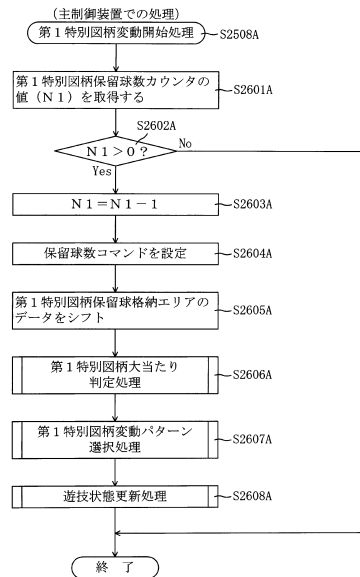 (主制御装置での処理)
第1特別図柄変動開始処理
S2508A
第1特別図柄保留球数カウンタの
値(N1)を取得する
S2601A
S2602A
N1>0?
No
Yes
N1=N1−1
S2603A
保留球数コマンドを設定
S2604A
第1特別図柄保留球格納エリアの
データをシフト
S2605A
第1特別図柄大当たり
判定処理
S2606A
第1特別図柄変動パターン
選択処理
S2607A
遊技状態更新処理
S2608A
終 了